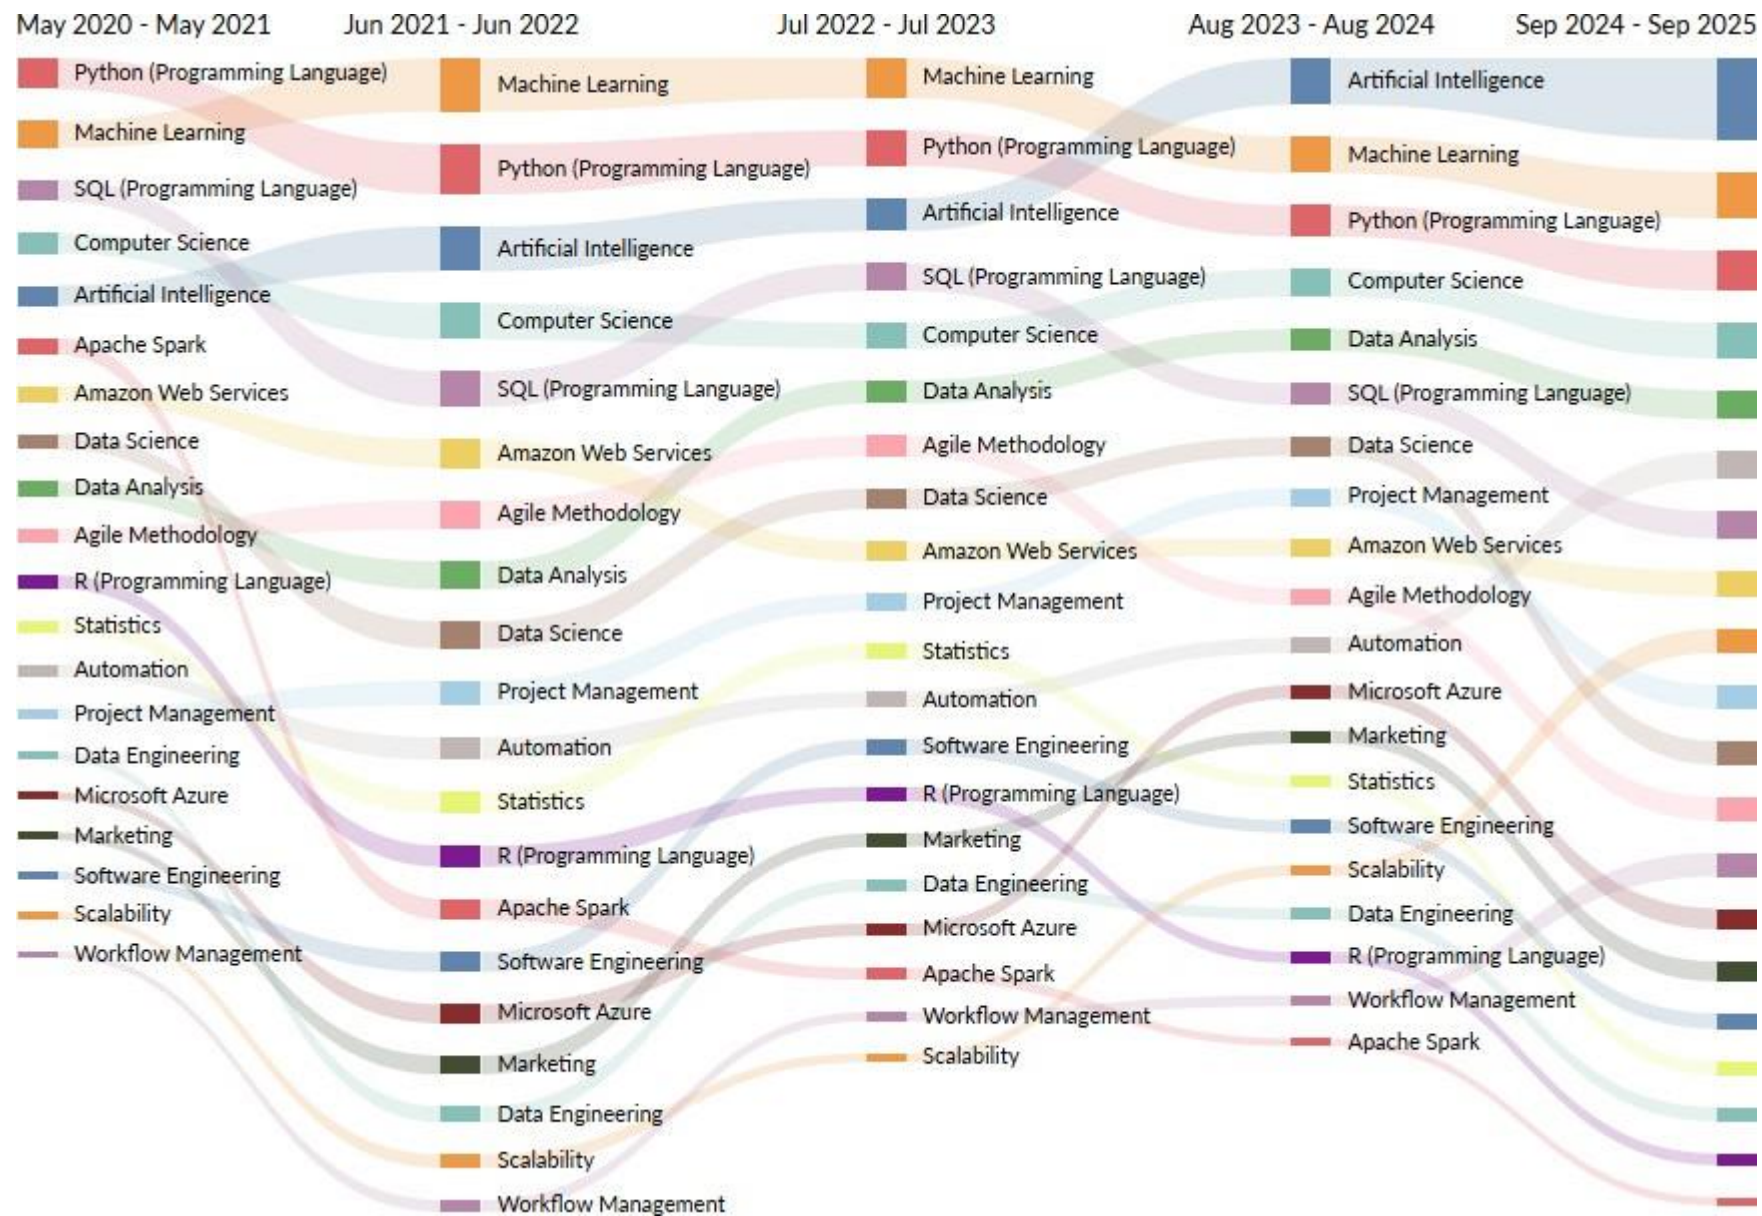 May 2020 - May 2021
Jun 2021 - Jun 2022
Jul 2022 - Jul 2023
Aug 2023 - Aug 2024
Sep 2024 - Sep 2025
Python (Programming Language)
Machine Learning
SQL (Programming Language)
Computer Science
Artificial Intelligence
Apache Spark
Amazon Web Services
Data Science
Data Analysis
Agile Methodology
R (Programming Language)
Statistics
Automation
Project Management
Data Engineering
Microsoft Azure
Marketing
Software Engineering
Scalability
Workflow Management
Machine Learning
Python (Programming Language)
Artificial Intelligence
Computer Science
SQL (Programming Language)
Amazon Web Services
Agile Methodology
Data Analysis
Data Science
Project Management
Automation
Statistics
R (Programming Language)
Apache Spark
Software Engineering
Microsoft Azure
Marketing
Data Engineering
Scalability
Workflow Management
Machine Learning
Python (Programming Language)
Artificial Intelligence
SQL (Programming Language)
Computer Science
Data Analysis
Agile Methodology
Data Science
Amazon Web Services
Project Management
Statistics
Automation
Software Engineering
R (Programming Language)
Marketing
Data Engineering
Microsoft Azure
Apache Spark
Workflow Management
Scalability
Artificial Intelligence
Machine Learning
Python (Programming Language)
Computer Science
Data Analysis
SQL (Programming Language)
Data Science
Project Management
Amazon Web Services
Agile Methodology
Automation
Microsoft Azure
Marketing
Statistics
Software Engineering
Scalability
Data Engineering
R (Programming Language)
Workflow Management
Apache Spark